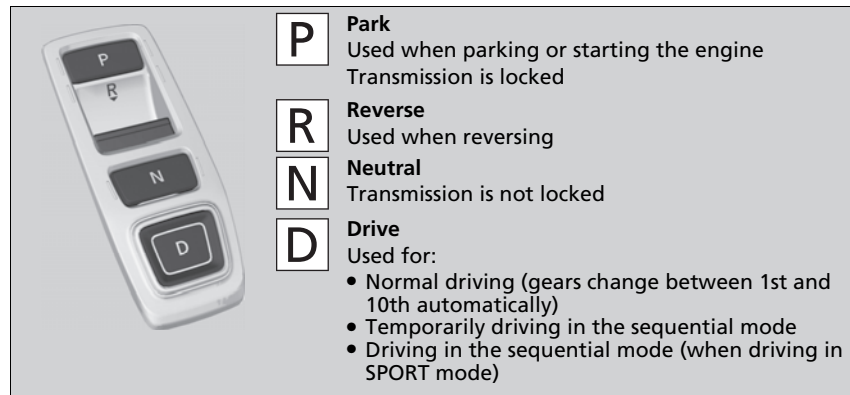 P
R
N
D
P
Park
Used when parking or starting the engine
Transmission is locked
R
Reverse
Used when reversing
N
Neutral
Transmission is not locked
D
Drive
Used for:
● Normal driving (gears change between 1st and
10th automatically)
● Temporarily driving in the sequential mode
● Driving in the sequential mode (when driving in
SPORT mode)